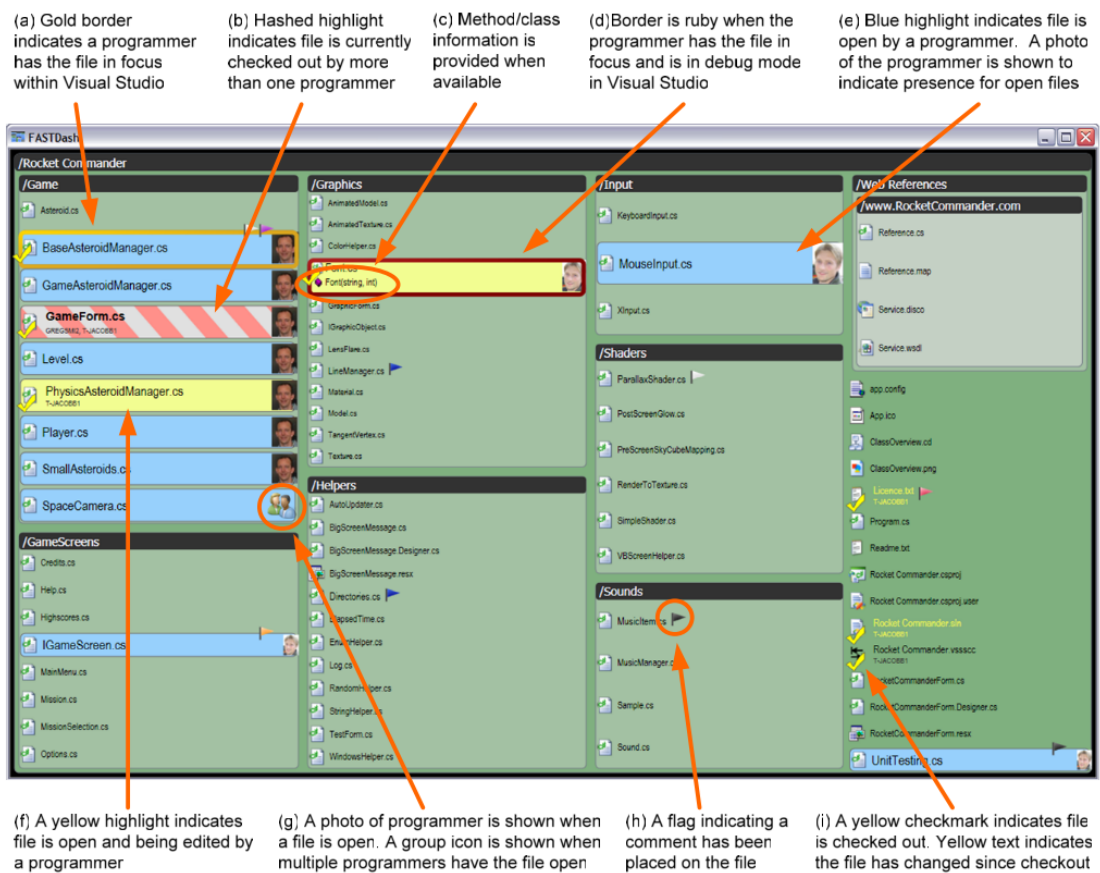 (a) Gold border
indicates a programmer
has the file in focus
within Visual Studio
(b) Hashed highlight
indicates file is currently
checked out by more
than one programmer
(c) Method/class
information is
provided when
available
(d)Border is ruby when the
programmer has the file in
focus and is in debug mode
in Visual Studio
(e) Blue highlight indicates file is
open by a programmer. A photo
of the programmer is shown to
indicate presence for open files
FASTDash
/Rocket Commander
/Game
Asteroid.cs
BaseAsteroidManager.cs
GameAsteroidManager.cs
GameForm.cs
GREGSMI2, T-JACOBB1
Level.cs
PhysicsAsteroidManager.cs
T-JACOBB1
Player.cs
SmallAsteroids.cs
SpaceCamera.cs
/GameScreens
Credits.cs
Help.cs
Highscores.cs
IGameScreen.cs
MainMenu.cs
Mission.cs
MissionSelection.cs
Options.cs
/Graphics
AnimatedModel.cs
AnimatedTexture.cs
ColorHelper.cs
Font.cs
Font(string, int)
GraphicForm.cs
IGraphicObject.cs
LensFlare.cs
LineManager.cs
Material.cs
Model.cs
TangentVertex.cs
Texture.cs
/Helpers
AutoUpdater.cs
BigScreenMessage.cs
BigScreenMessage.Designer.cs
BigScreenMessage.resx
Directories.cs
ElapsedTime.cs
EnumHelper.cs
Log.cs
RandomHelper.cs
StringHelper.cs
TestForm.cs
WindowsHelper.cs
/Input
KeyboardInput.cs
MouseInput.cs
XInput.cs
/Shaders
ParallaxShader.cs
PostScreenGlow.cs
PreScreenSkyCubeMapping.cs
RenderToTexture.cs
SimpleShader.cs
VBScreenHelper.cs
/Sounds
MusicItem.cs
MusicManager.cs
Sample.cs
Sound.cs
/Web References
/www.RocketCommander.com
Reference.cs
Reference.map
Service.disco
Service.wsdl
app.config
App.ico
ClassOverview.cd
ClassOverview.png
Licence.txt
T-JACOBB1
Program.cs
Readme.txt
Rocket Commander.csproj
Rocket Commander.csproj.user
Rocket Commander.sln
T-JACOBB1
Rocket Commander.vssscc
T-JACOBB1
RocketCommanderForm.cs
RocketCommanderForm.Designer.cs
RocketCommanderForm.resx
UnitTesting.cs
(f) A yellow highlight indicates
file is open and being edited by
a programmer
(g) A photo of programmer is shown when
a file is open. A group icon is shown when
multiple programmers have the file open
(h) A flag indicating a
comment has been
placed on the file
(i) A yellow checkmark indicates file
is checked out. Yellow text indicates
the file has changed since checkout